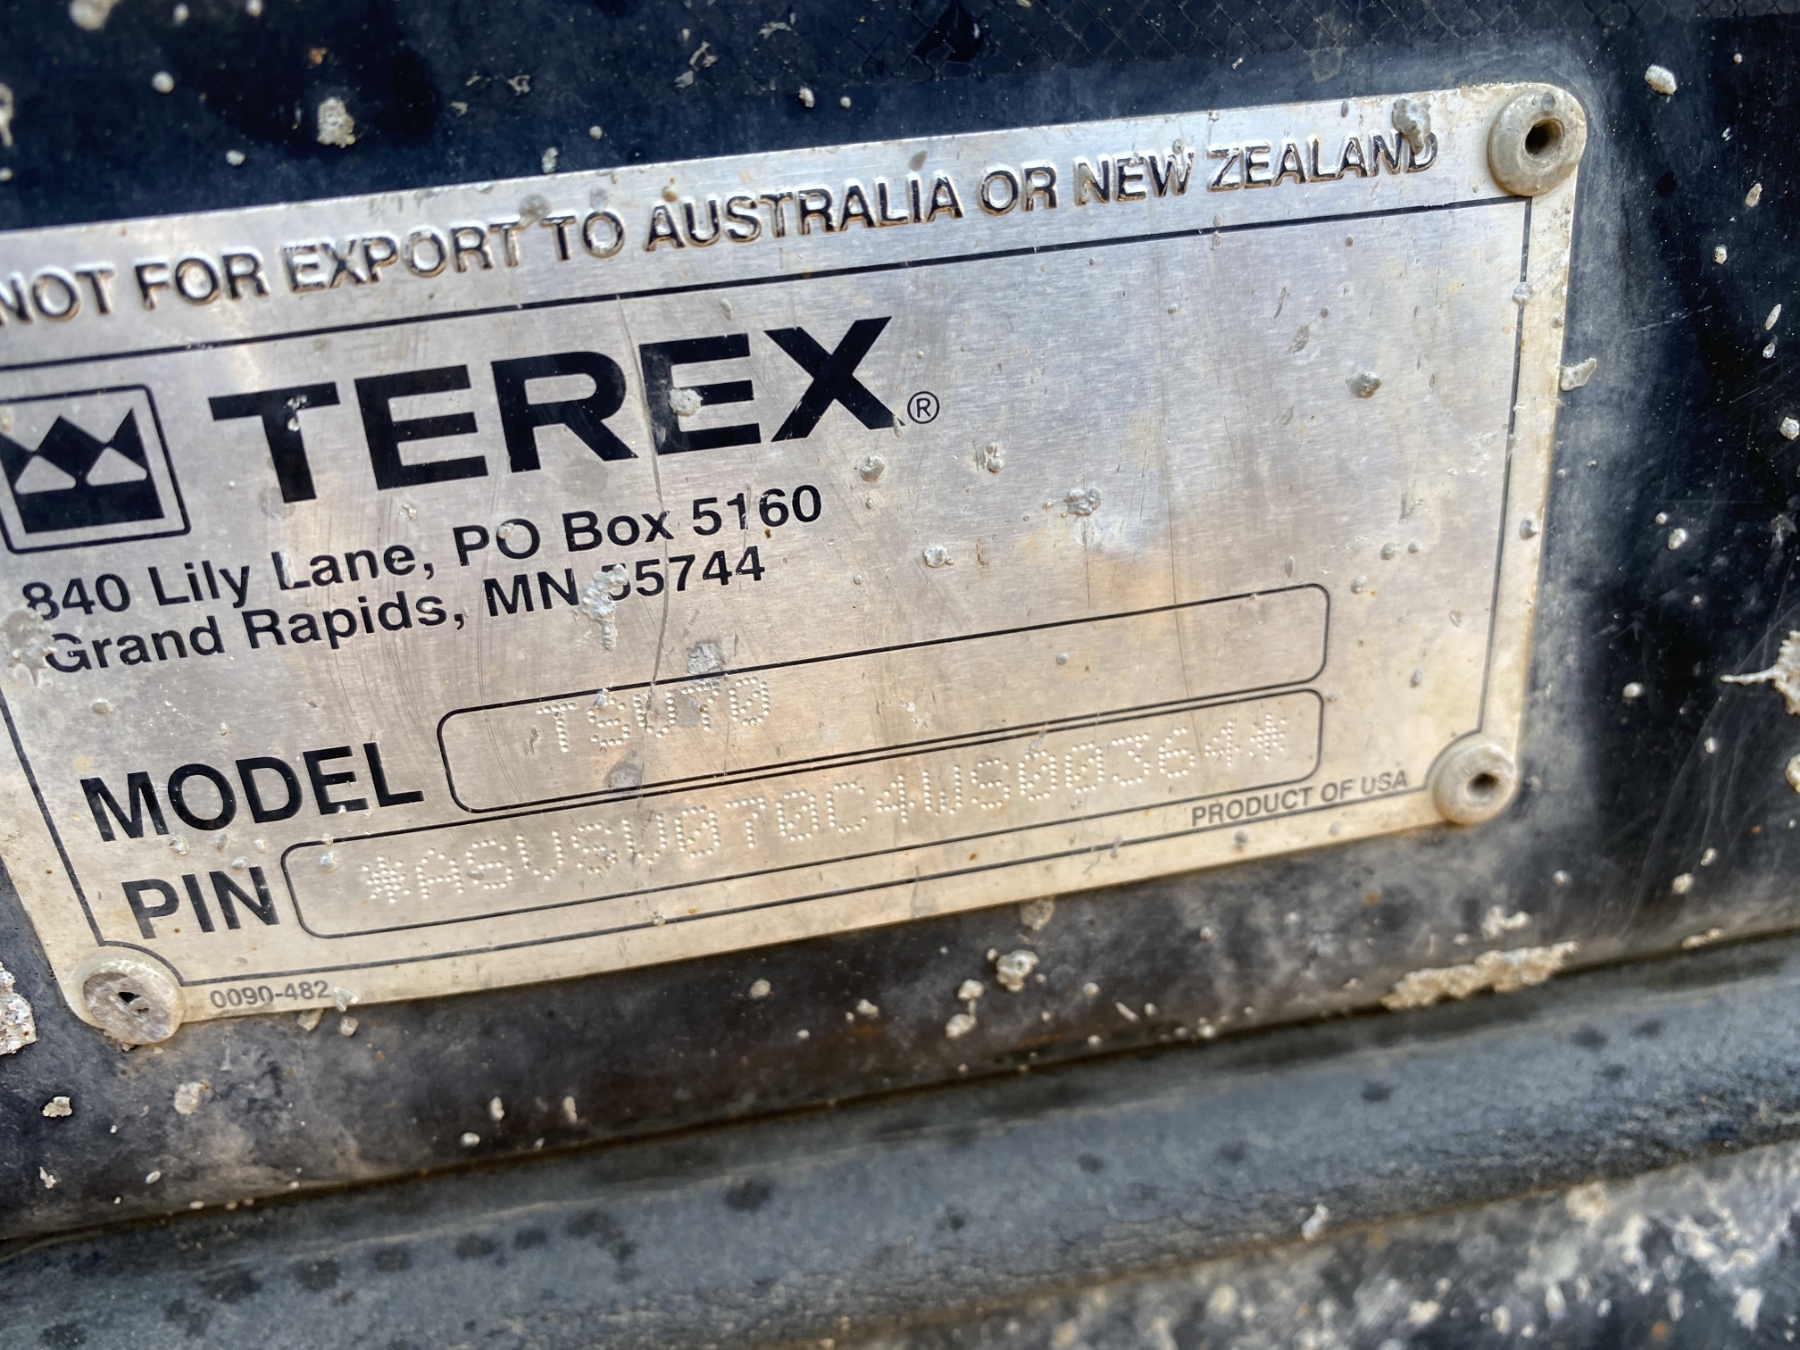 NOT FOR EXPORT TO AUSTRALIA OR NEW ZEALAND
TEREX®
840 Lily Lane, PO Box 5160
Grand Rapids, MN 55744
MODEL TSV70
PIN *ASVSV070C4WS00364*
PRODUCT OF USA
0090-482